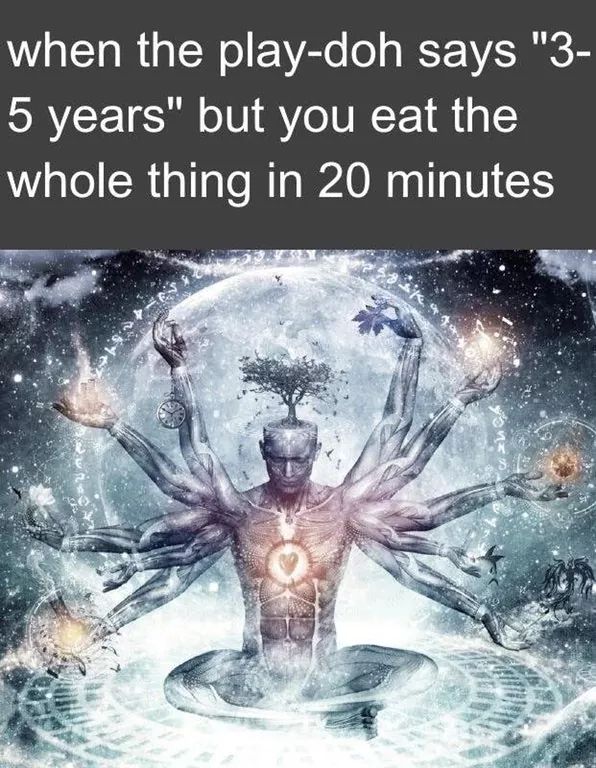 when the play-doh says "3-
5 years" but you eat the
whole thing in 20 minutes